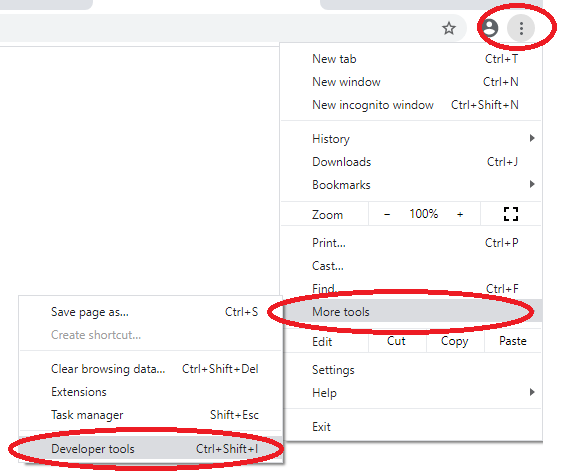 New tab Ctrl+T
New window Ctrl+N
New incognito window Ctrl+Shift+N
History
Downloads Ctrl+J
Bookmarks
Zoom − 100% +
Print... Ctrl+P
Cast...
Find... Ctrl+F
More tools
Edit Cut Copy Paste
Settings
Help
Exit
Save page as... Ctrl+S
Create shortcut...
Clear browsing data... Ctrl+Shift+Del
Extensions
Task manager Shift+Esc
Developer tools Ctrl+Shift+I